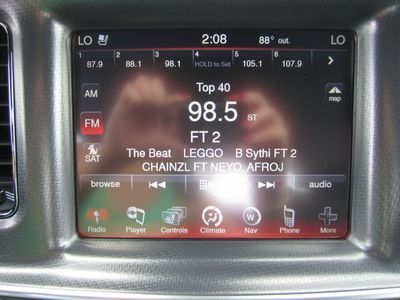 LO 2:08 88° out. LO
1 2 3 4 5 6
87.9 88.1 98.1 HOLD to Set 105.1 107.9
Top 40
AM
98.5 ST
map
FM
FT 2
SAT
The Beat LEGGO B Sythi FT 2
CHAINZL FT NEYO, AFROJ
browse audio
Radio Player Controls Climate Nav Phone More